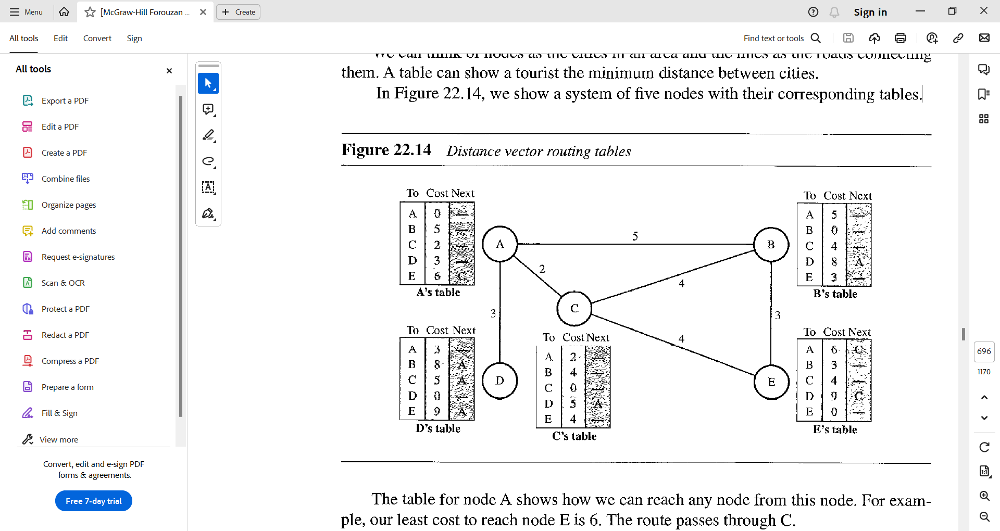 Menu
[McGraw-Hill Forouzan ...
Create
Sign in
All tools
Edit
Convert
Sign
Find text or tools
All tools
Export a PDF
Edit a PDF
Create a PDF
Combine files
Organize pages
Add comments
Request e-signatures
Scan & OCR
Protect a PDF
Redact a PDF
Compress a PDF
Prepare a form
Fill & Sign
View more
Convert, edit and e-sign PDF
forms & agreements.
Free 7-day trial
We can think of nodes as the cities in an area and the lines as the roads connecting
them. A table can show a tourist the minimum distance between cities.
In Figure 22.14, we show a system of five nodes with their corresponding tables.
Figure 22.14 Distance vector routing tables
To Cost Next
A 0 —
B 5 —
C 2 —
D 3 —
E 6 C
A's table
To Cost Next
A 5 —
B 0 —
C 4 —
D 8 A
E 3 —
B's table
A
5
B
2
4
C
3
3
4
D
E
To Cost Next
A 3 —
B 8 A
C 5 A
D 0 —
E 9 A
D's table
To Cost Next
A 2 —
B 4 —
C 0 —
D 5 A
E 4 —
C's table
To Cost Next
A 6 C
B 3 —
C 4 —
D 9 C
E 0 —
E's table
The table for node A shows how we can reach any node from this node. For exam-
ple, our least cost to reach node E is 6. The route passes through C.
696
1170
1:1